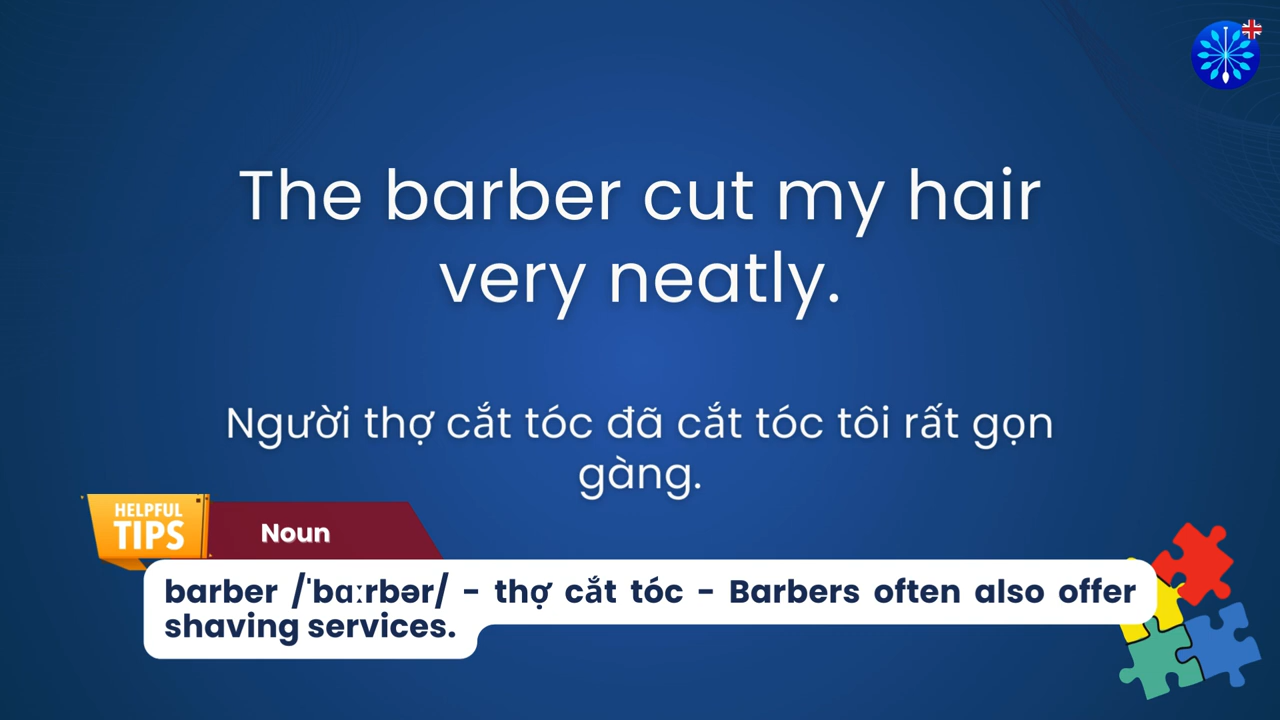 The barber cut my hair
very neatly.
Người thợ cắt tóc đã cắt tóc tôi rất gọn
gàng.
HELPFUL
TIPS
Noun
barber /ˈbɑːrbər/ - thợ cắt tóc - Barbers often also offer
shaving services.